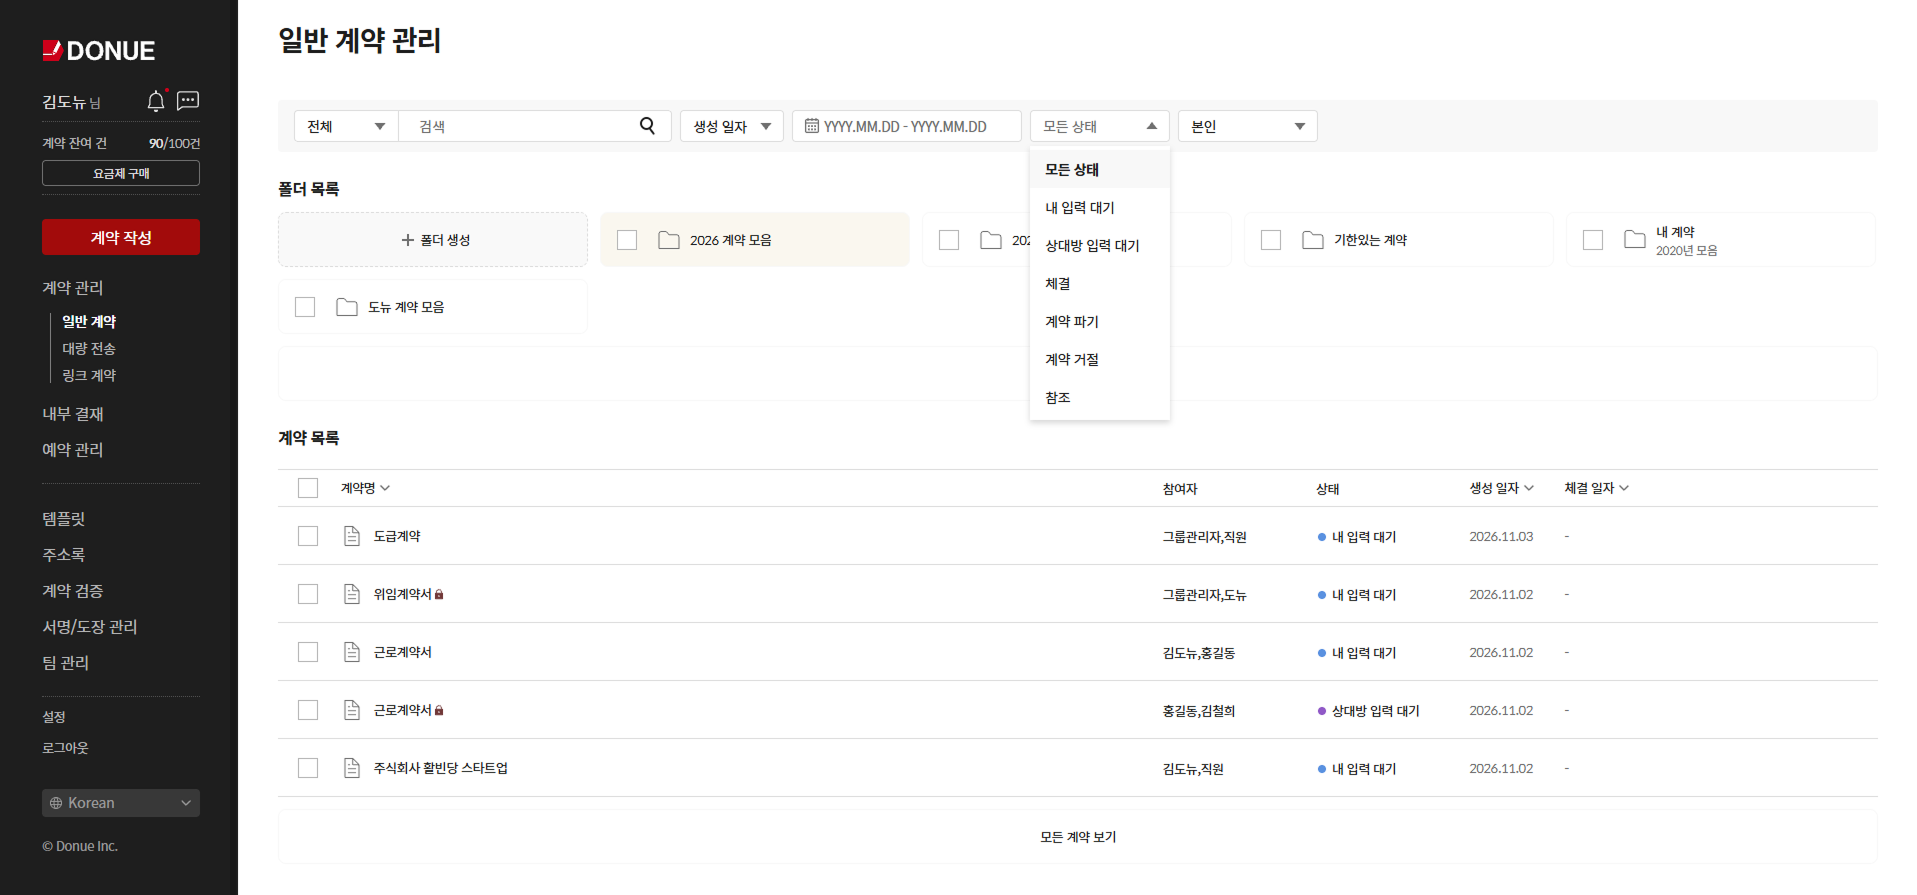 DONUE
김도뉴 님
계약 잔여 건 90/100건
요금제 구매
계약 작성
계약 관리
일반 계약
대량 전송
링크 계약
내부 결재
예약 관리
템플릿
주소록
계약 검증
서명/도장 관리
팀 관리
설정
로그아웃
Korean
© Donue Inc.
일반 계약 관리
전체 검색 생성 일자 YYYY.MM.DD - YYYY.MM.DD 모든 상태 본인
모든 상태
내 입력 대기
상대방 입력 대기
체결
계약 파기
계약 거절
참조
폴더 목록
폴더 생성
2026 계약 모음
기한있는 계약
내 계약
2020년 모음
도뉴 계약 모음
계약 목록
계약명 참여자 상태 생성 일자 체결 일자
도급계약 그룹관리자,직원 내 입력 대기 2026.11.03 -
위임계약서 그룹관리자,도뉴 내 입력 대기 2026.11.02 -
근로계약서 김도뉴,홍길동 내 입력 대기 2026.11.02 -
근로계약서 홍길동,김철희 상대방 입력 대기 2026.11.02 -
주식회사 활빈당 스타트업 김도뉴,직원 내 입력 대기 2026.11.02 -
모든 계약 보기